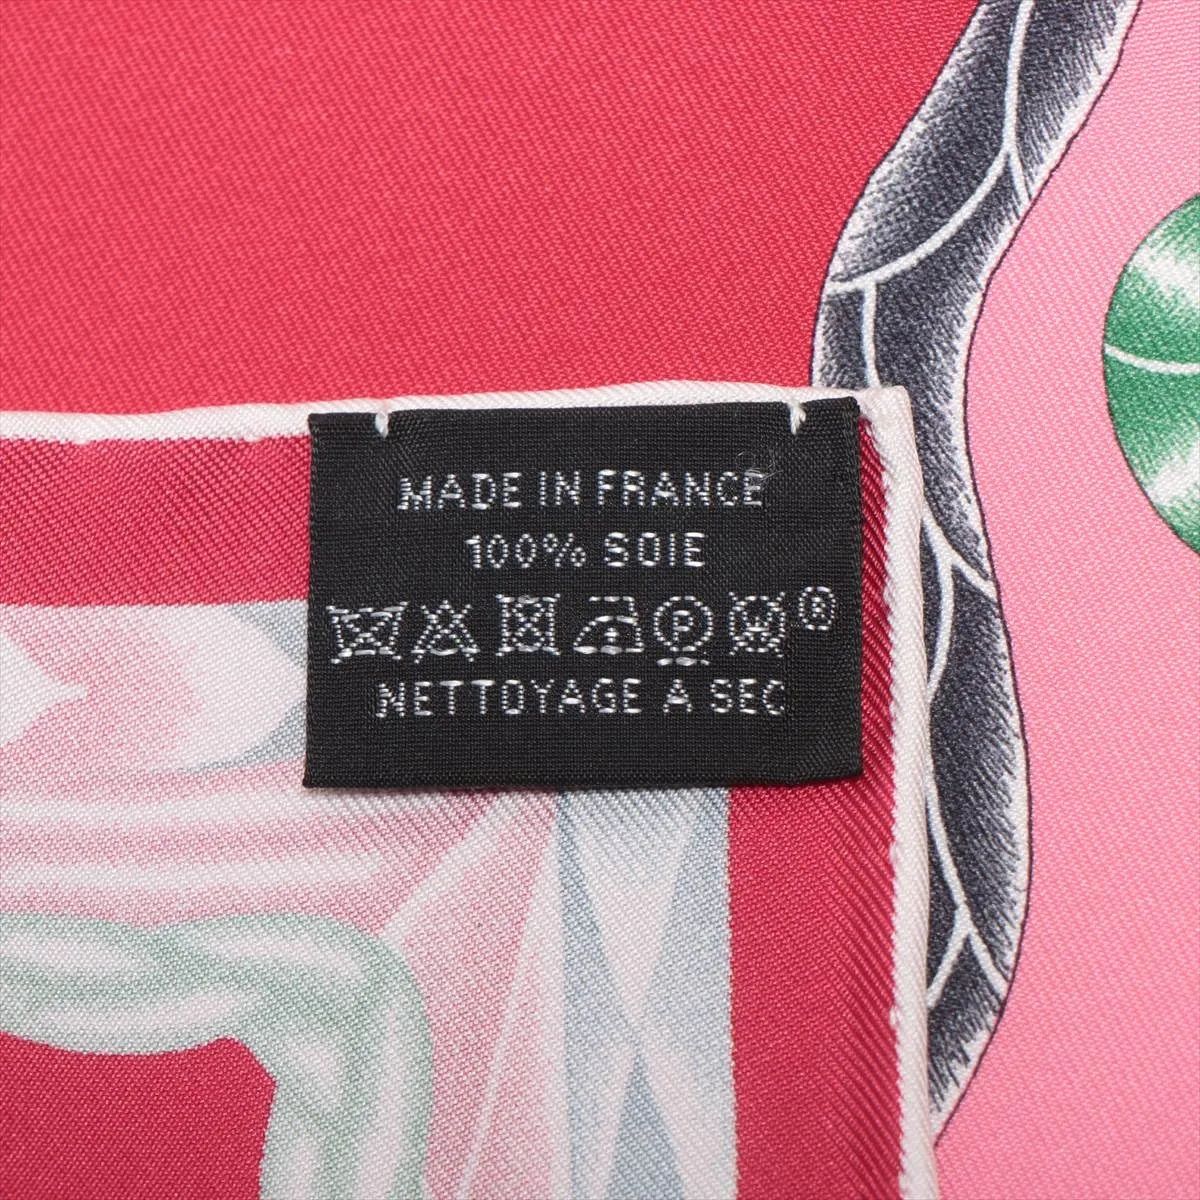 MADE IN FRANCE
100% SOIE
P W ®
NETTOYAGE A SEC